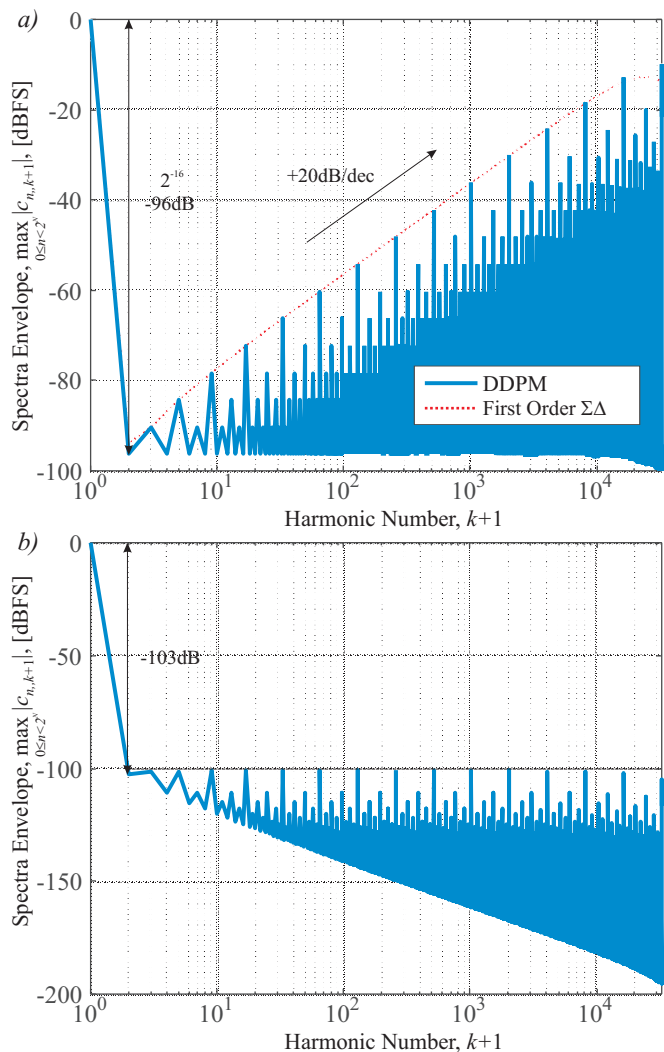 a)
0
-20
-40
-60
-80
-100
Spectra Envelope, max |c_{n,,k+1}|, [dBFS]
0≤n<2^N
2^{-16}
-96dB
+20dB/dec
DDPM
First Order ΣΔ
10^0
10^1
10^2
10^3
10^4
Harmonic Number, k+1
b)
0
-50
-100
-150
-200
Spectra Envelope, max |c_{n,,k+1}|, [dBFS]
0≤n<2^N
-103dB
10^0
10^1
10^2
10^3
10^4
Harmonic Number, k+1